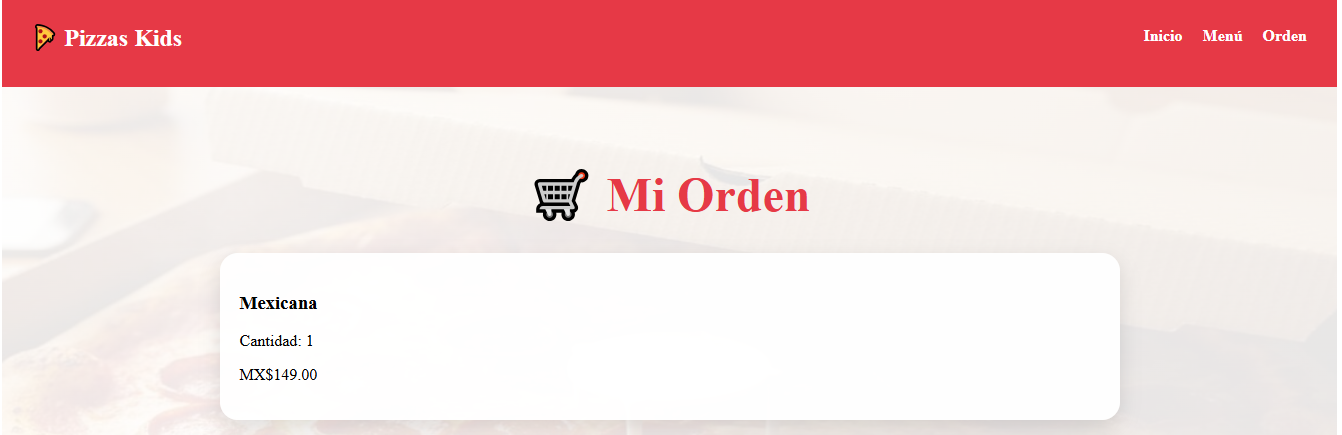 Pizzas Kids
Inicio Menú Orden
Mi Orden
Mexicana
Cantidad: 1
MX$149.00